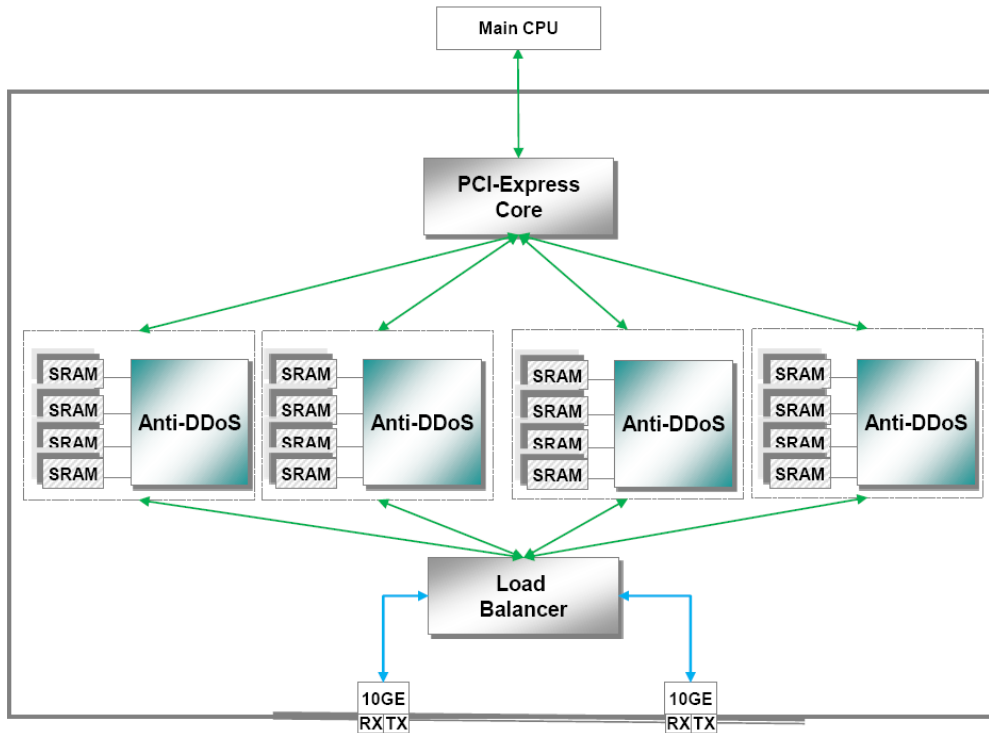 Main CPU
PCI-Express
Core
SRAM
SRAM
SRAM
SRAM
Anti-DDoS
SRAM
SRAM
SRAM
SRAM
Anti-DDoS
SRAM
SRAM
SRAM
SRAM
Anti-DDoS
SRAM
SRAM
SRAM
SRAM
Anti-DDoS
Load
Balancer
10GE
RX TX
10GE
RX TX